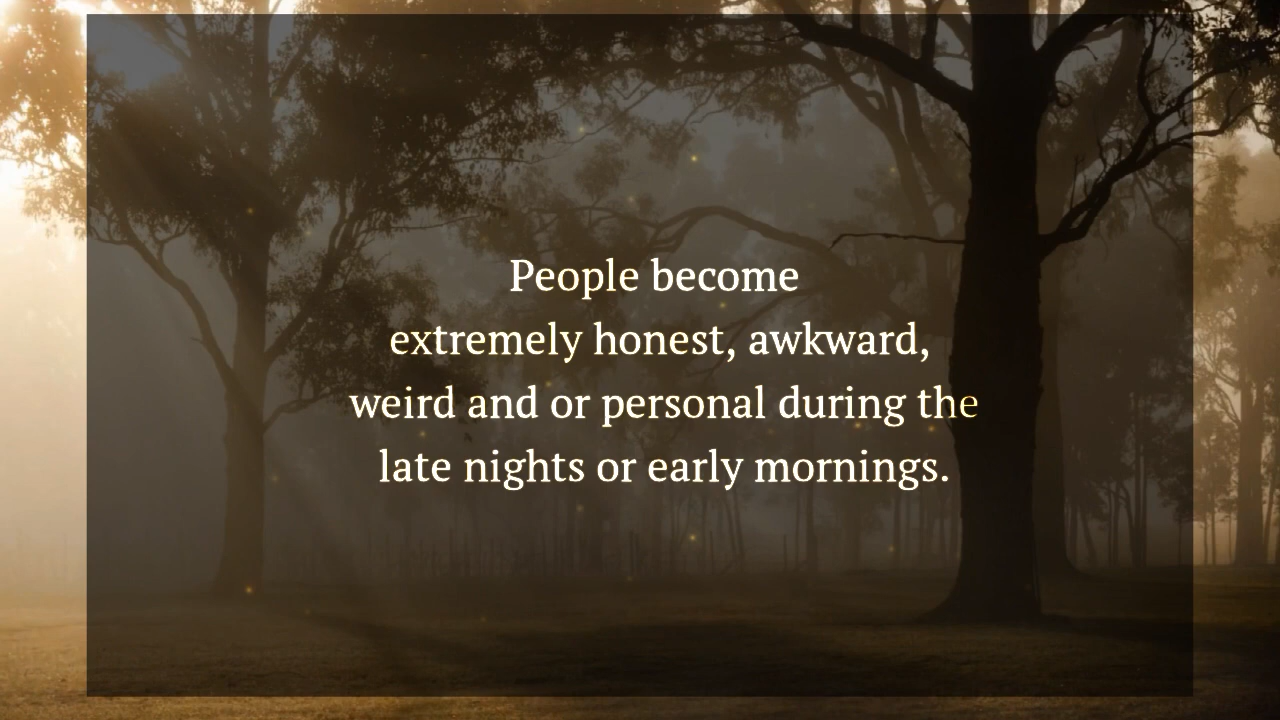 People become
extremely honest, awkward,
weird and or personal during the
late nights or early mornings.